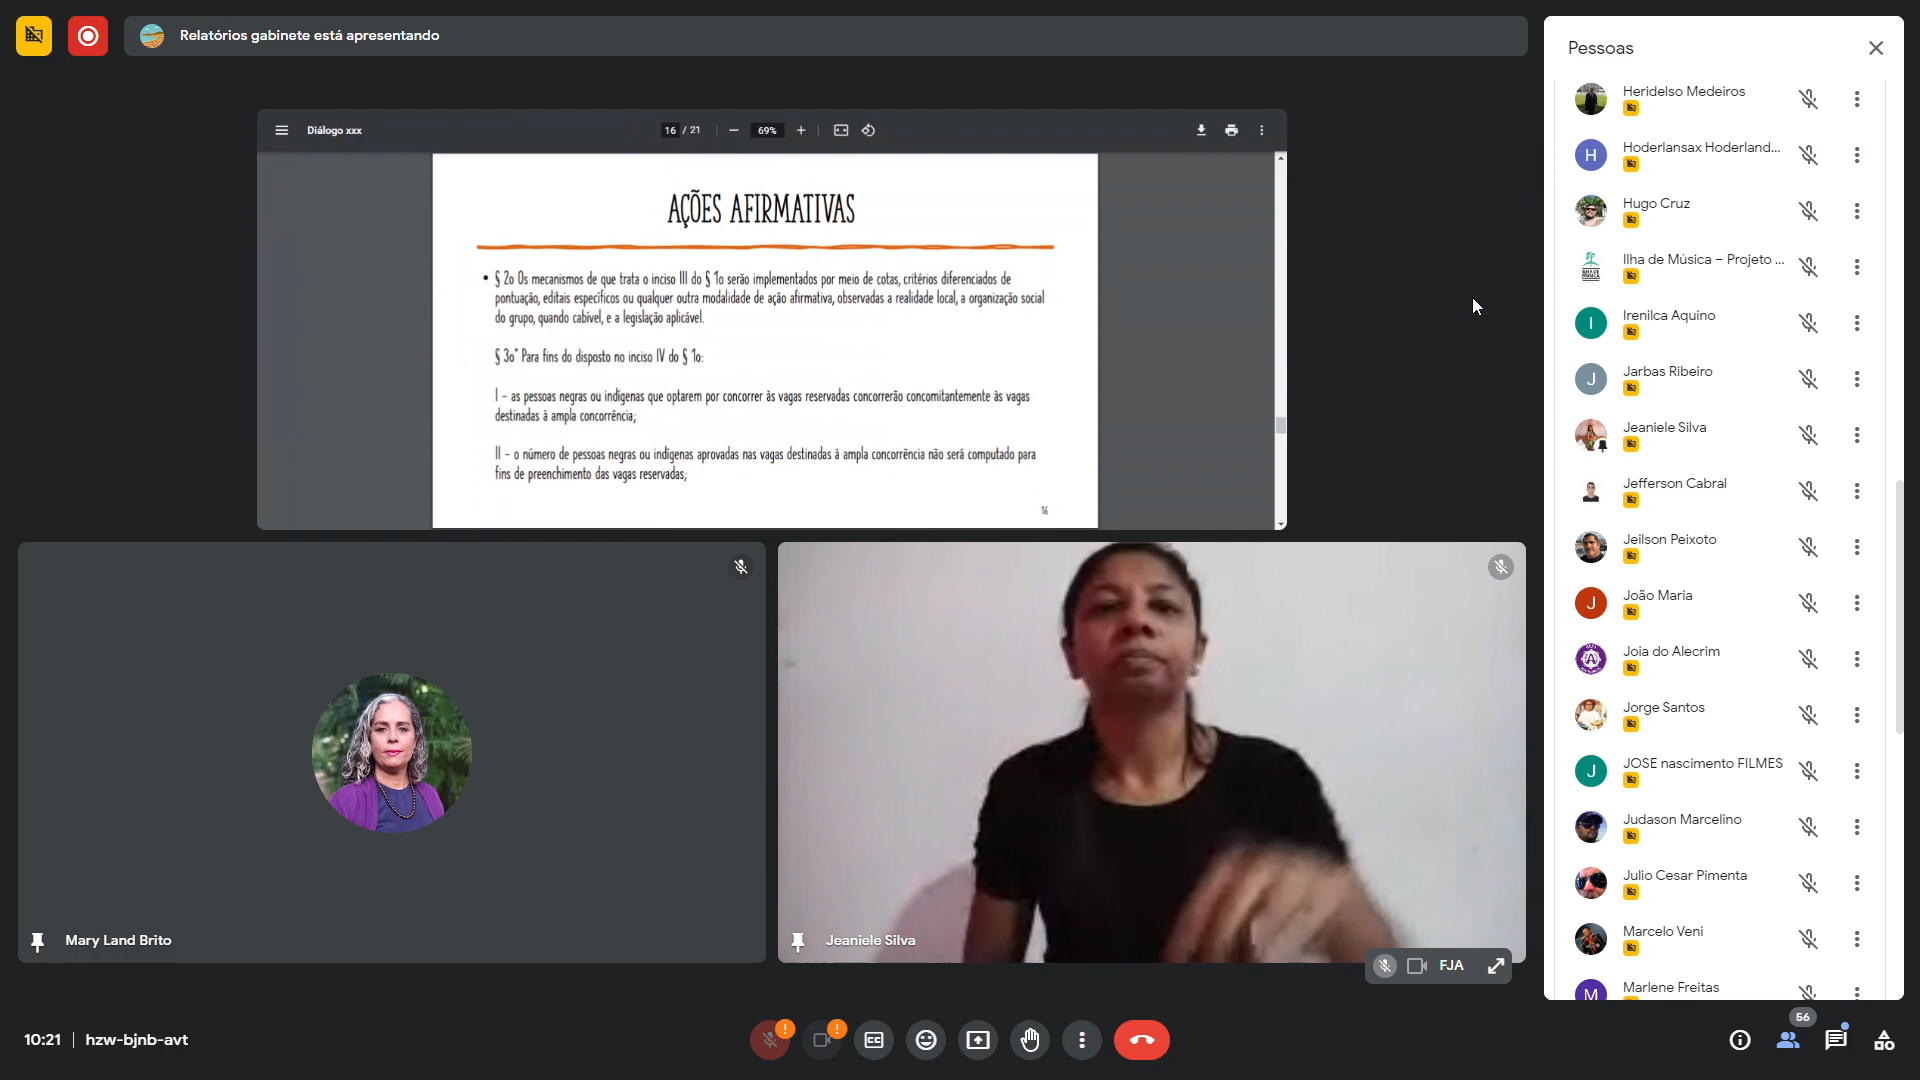 Relatórios gabinete está apresentando
Diálogo xxx
16 / 21
69%
AÇÕES AFIRMATIVAS
• § 2o Os mecanismos de que trata o inciso III do § 1o serão implementados por meio de cotas, critérios diferenciados de
pontuação, editais específicos ou qualquer outra modalidade de ação afirmativa, observadas a realidade local, a organização social
do grupo, quando cabível, e a legislação aplicável.
§ 3o" Para fins do disposto no inciso IV do § 1o:
I - as pessoas negras ou indígenas que optarem por concorrer às vagas reservadas concorrerão concomitantemente às vagas
destinadas à ampla concorrência;
II - o número de pessoas negras ou indígenas aprovadas nas vagas destinadas à ampla concorrência não será computado para
fins de preenchimento das vagas reservadas;
16
Mary Land Brito
Jeaniele Silva
FJA
10:21 | hzw-bjnb-avt
Pessoas
Heridelso Medeiros
H
Hoderlansax Hoderland...
Hugo Cruz
ILHA DE
MÚSICA
Ilha de Música – Projeto ...
I
Irenilca Aquino
J
Jarbas Ribeiro
Jeaniele Silva
Jefferson Cabral
Jeilson Peixoto
J
João Maria
A
Joia do Alecrim
Jorge Santos
J
JOSE nascimento FILMES
Judason Marcelino
Julio Cesar Pimenta
Marcelo Veni
M
Marlene Freitas
56